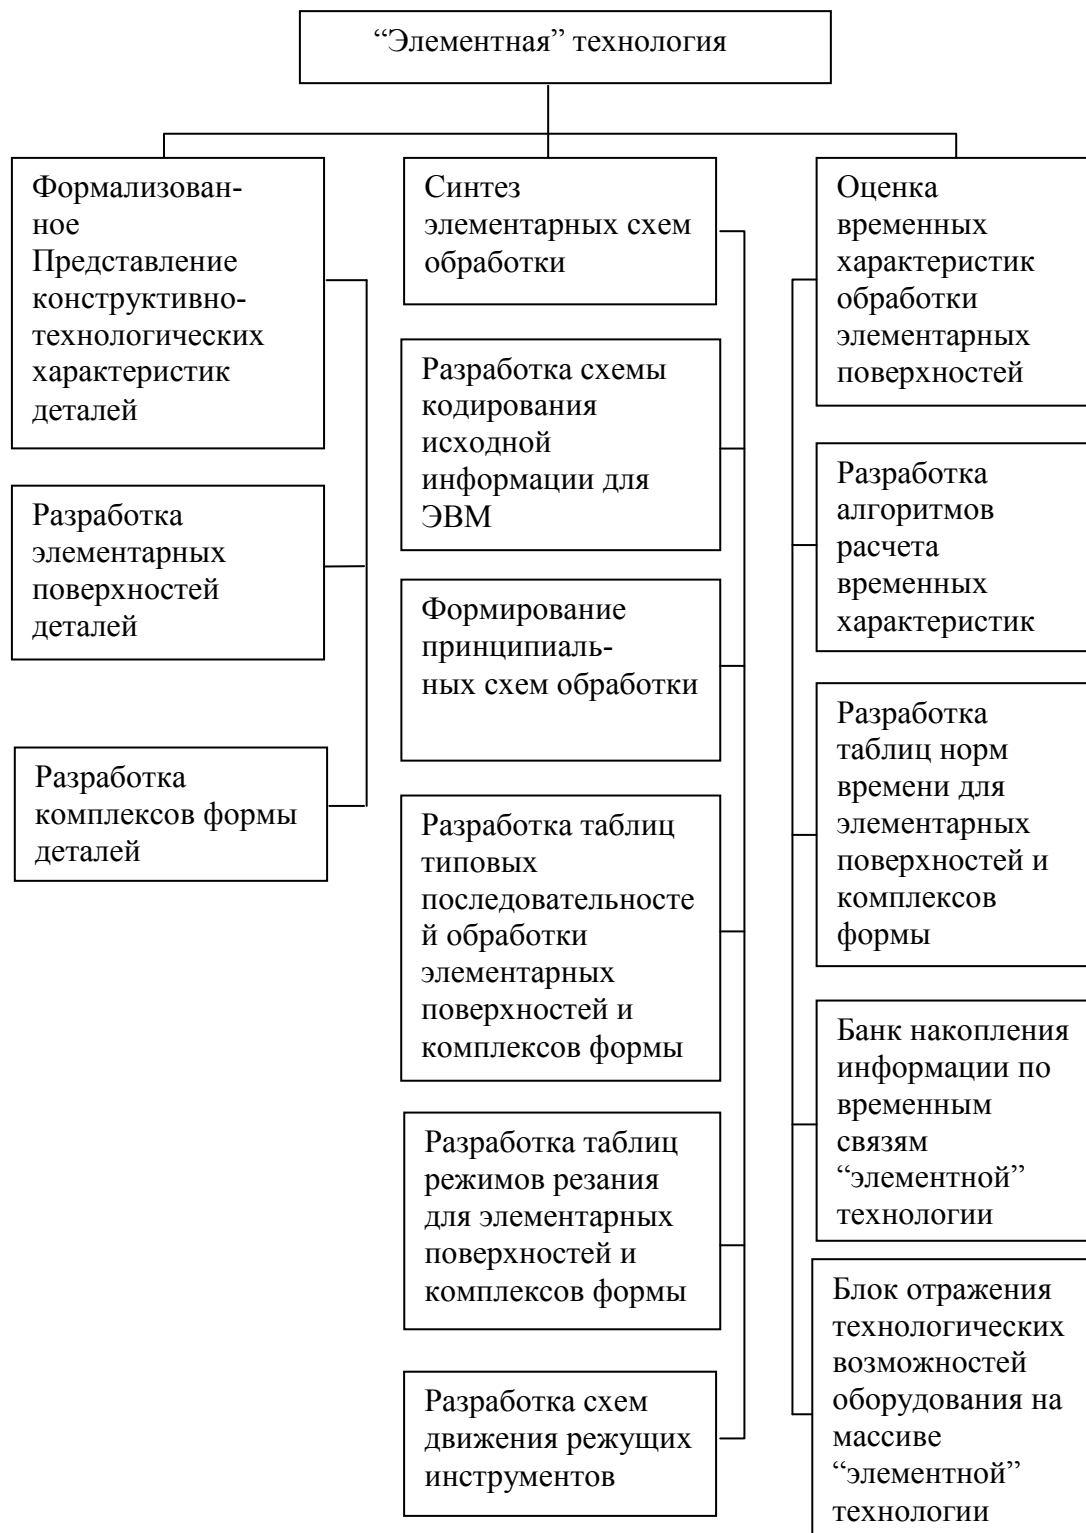 “Элементная” технология
Формализован-
ное
Представление
конструктивно-
технологических
характеристик
деталей
Разработка
элементарных
поверхностей
деталей
Разработка
комплексов формы
деталей
Синтез
элементарных схем
обработки
Разработка схемы
кодирования
исходной
информации для
ЭВМ
Формирование
принципиаль-
ных схем обработки
Разработка таблиц
типовых
последовательносте
й обработки
элементарных
поверхностей и
комплексов формы
Разработка таблиц
режимов резания
для элементарных
поверхностей и
комплексов формы
Разработка схем
движения режущих
инструментов
Оценка
временных
характеристик
обработки
элементарных
поверхностей
Разработка
алгоритмов
расчета
временных
характеристик
Разработка
таблиц норм
времени для
элементарных
поверхностей и
комплексов
формы
Банк накопления
информации по
временным
связям
“элементной”
технологии
Блок отражения
технологических
возможностей
оборудования на
массиве
“элементной”
технологии